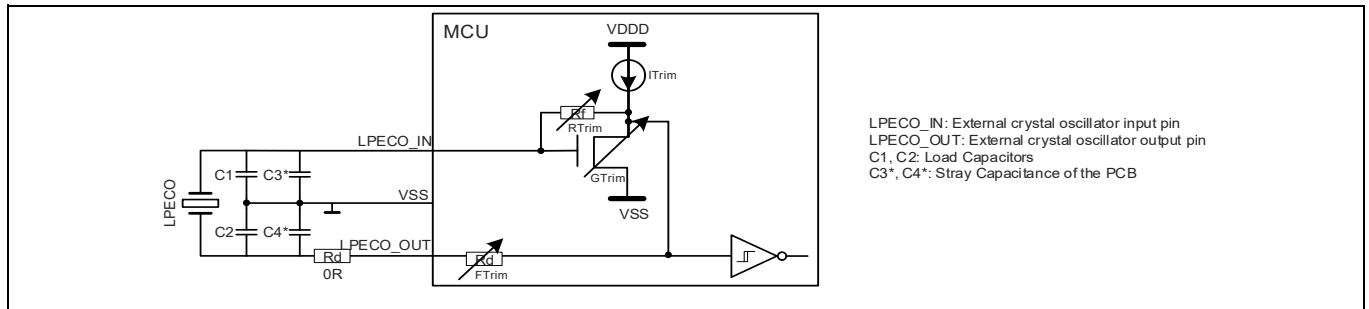 MCU
VDDD
ITrim
Rf
RTrim
LPECO_IN
GTrim
C1
C3*
VSS
VSS
LPECO
C2
C4*
LPECO_OUT
Rd
0R
Rd
FTrim
LPECO_IN: External crystal oscillator input pin
LPECO_OUT: External crystal oscillator output pin
C1, C2: Load Capacitors
C3*, C4*: Stray Capacitance of the PCB